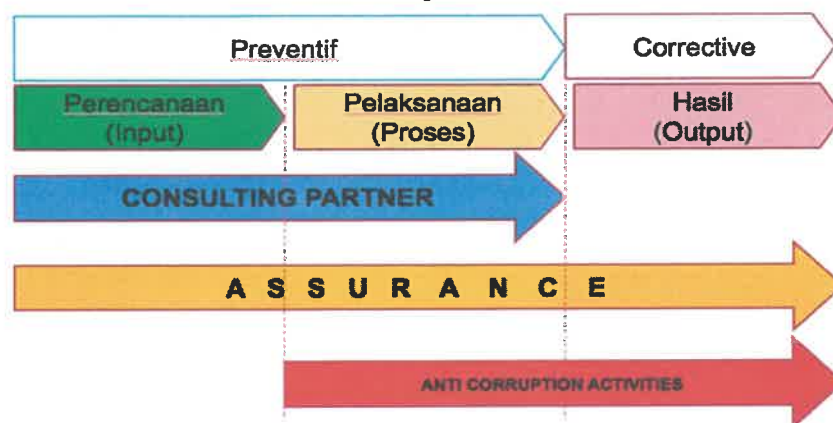 Preventif
Corrective
Perencanaan
(Input)
Pelaksanaan
(Proses)
Hasil
(Output)
CONSULTING PARTNER
A S S U R A N C E
ANTI CORRUPTION ACTIVITIES